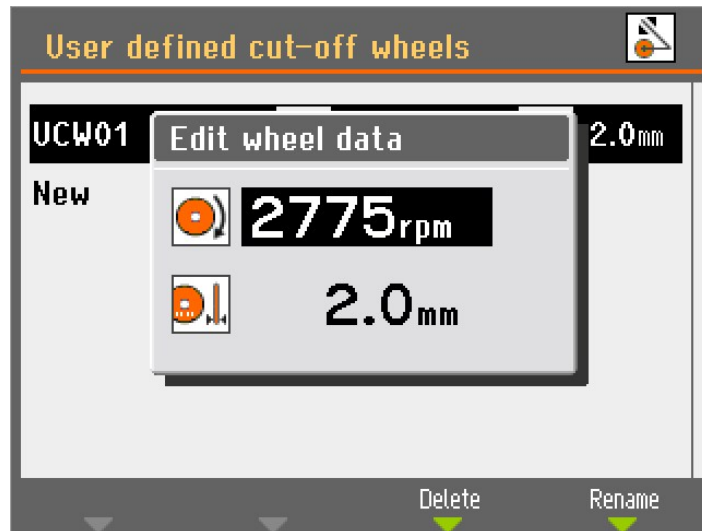 User defined cut-off wheels
UCW01 2.0mm
Edit wheel data
New
2775rpm
2.0mm
Delete Rename